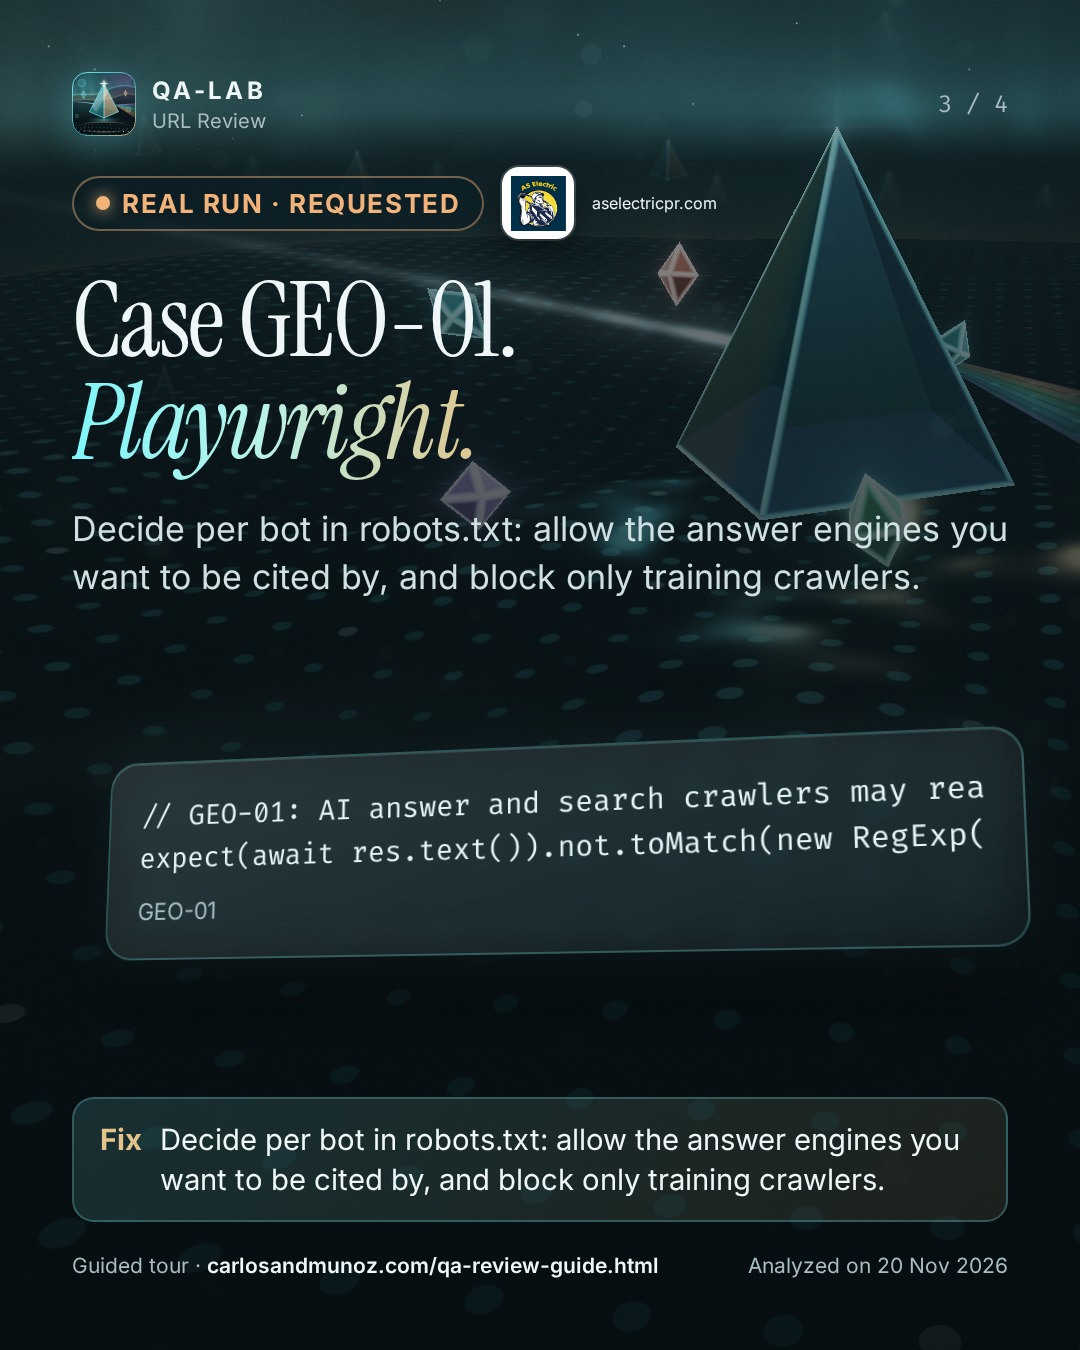 QA-LAB
URL Review
3 / 4
REAL RUN · REQUESTED
AS Electric
aselectricpr.com
Case GEO-01.
Playwright.
Decide per bot in robots.txt: allow the answer engines you
want to be cited by, and block only training crawlers.
// GEO-01: AI answer and search crawlers may rea
expect(await res.text()).not.toMatch(new RegExp(
GEO-01
Fix Decide per bot in robots.txt: allow the answer engines you
want to be cited by, and block only training crawlers.
Guided tour · carlosandmunoz.com/qa-review-guide.html
Analyzed on 20 Nov 2026